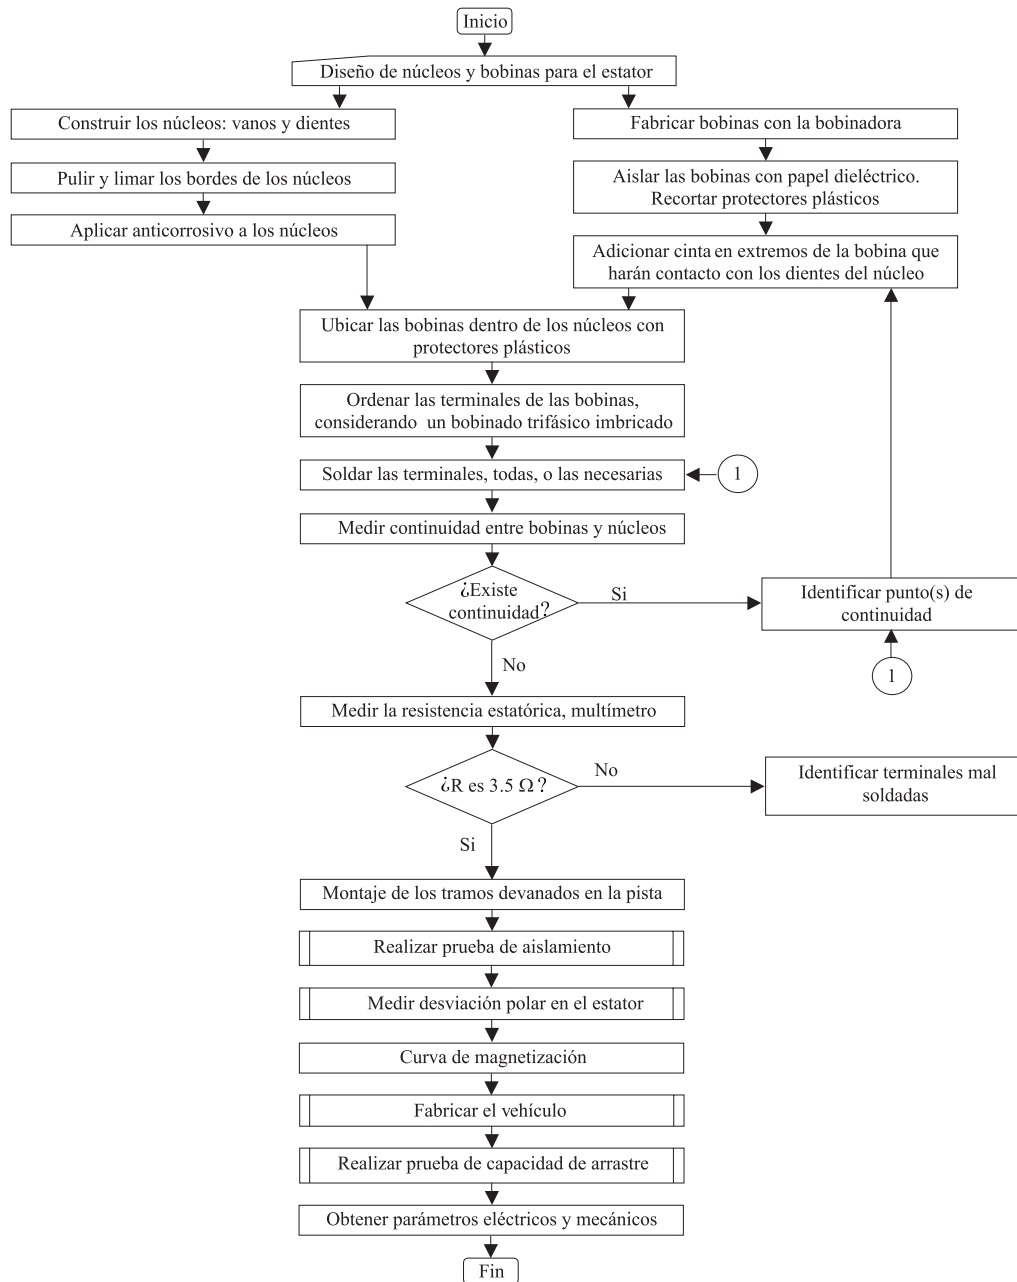 Inicio
Diseño de núcleos y bobinas para el estator
Construir los núcleos: vanos y dientes
Pulir y limar los bordes de los núcleos
Aplicar anticorrosivo a los núcleos
Fabricar bobinas con la bobinadora
Aislar las bobinas con papel dieléctrico.
Recortar protectores plásticos
Adicionar cinta en extremos de la bobina que
harán contacto con los dientes del núcleo
Ubicar las bobinas dentro de los núcleos con
protectores plásticos
Ordenar las terminales de las bobinas,
considerando un bobinado trifásico imbricado
Soldar las terminales, todas, o las necesarias
1
Medir continuidad entre bobinas y núcleos
¿Existe
continuidad?
Si
Identificar punto(s) de
continuidad
1
No
Medir la resistencia estatórica, multímetro
¿R es 3.5 Ω?
No
Identificar terminales mal
soldadas
Si
Montaje de los tramos devanados en la pista
Realizar prueba de aislamiento
Medir desviación polar en el estator
Curva de magnetización
Fabricar el vehículo
Realizar prueba de capacidad de arrastre
Obtener parámetros eléctricos y mecánicos
Fin